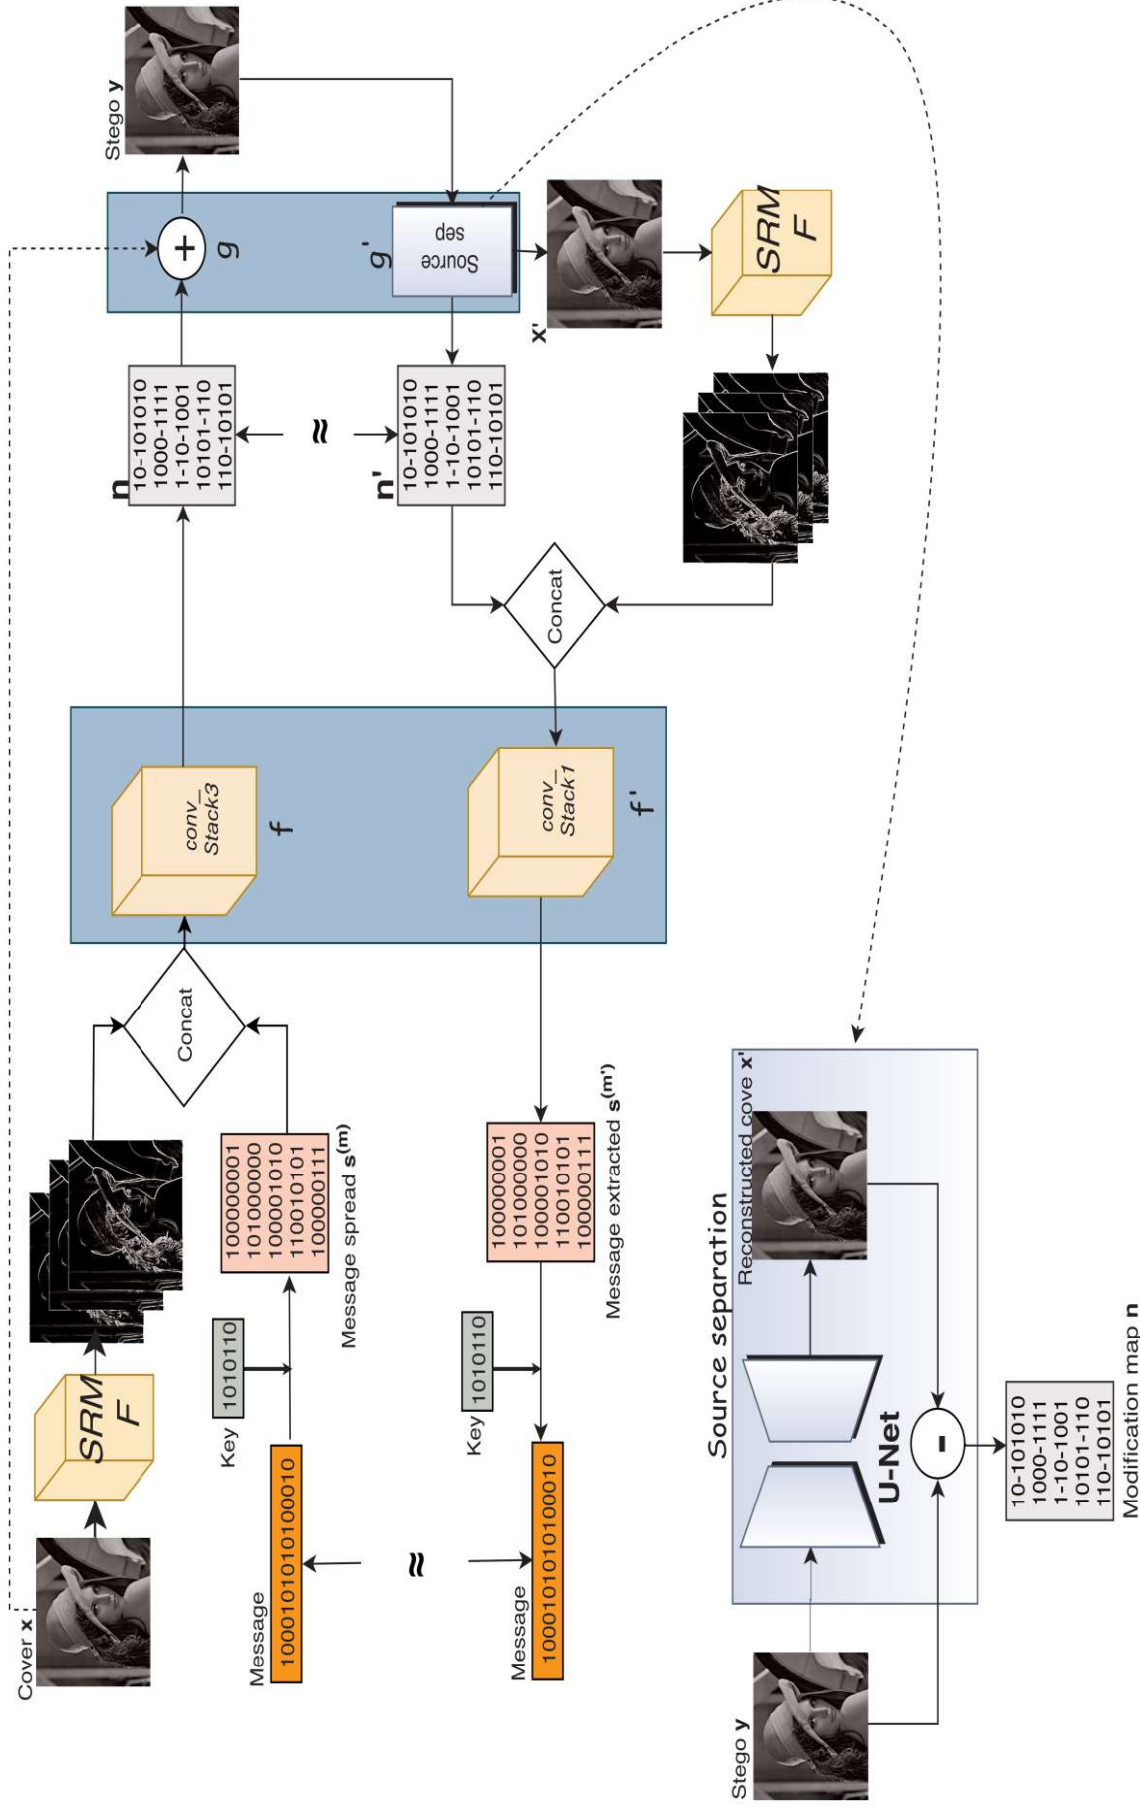 Cover x
SRM
F
Concat
conv_
Stack3
f
n
10-101010
1000-1111
1-10-1001
10101-110
110-10101
+
g
Stego y
Message
1000101010100010
Key
1010110
100000001
101000000
100001010
110010101
100000111
Message spread s(m)
≈
≈
Message
1000101010100010
Key
1010110
100000001
101000000
100001010
110010101
100000111
Message extracted s(m')
conv_
Stack1
f'
Concat
n'
10-101010
1000-1111
1-10-1001
10101-110
110-10101
g'
Source
sep
x'
SRM
F
Source separation
Stego y
U-Net
Reconstructed cove x'
-
10-101010
1000-1111
1-10-1001
10101-110
110-10101
Modification map n